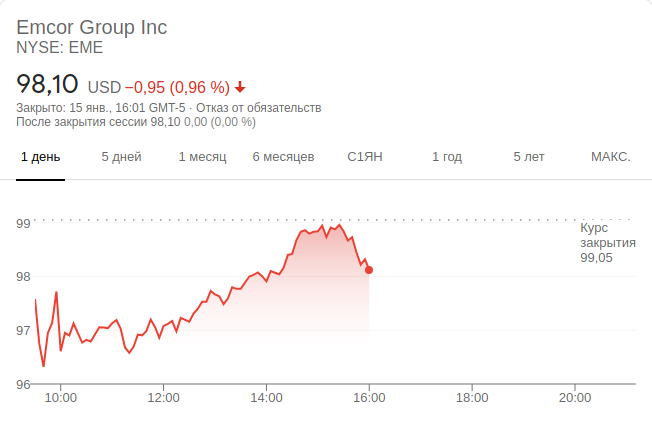 Emcor Group Inc
NYSE: EME
98,10 USD −0,95 (0,96 %)
Закрыто: 15 янв., 16:01 GMT-5 · Отказ от обязательств
После закрытия сессии 98,10 0,00 (0,00 %)
1 день 5 дней 1 месяц 6 месяцев С1ЯН 1 год 5 лет МАКС.
99
Курс
закрытия
99,05
98
97
96
10:00 12:00 14:00 16:00 18:00 20:00